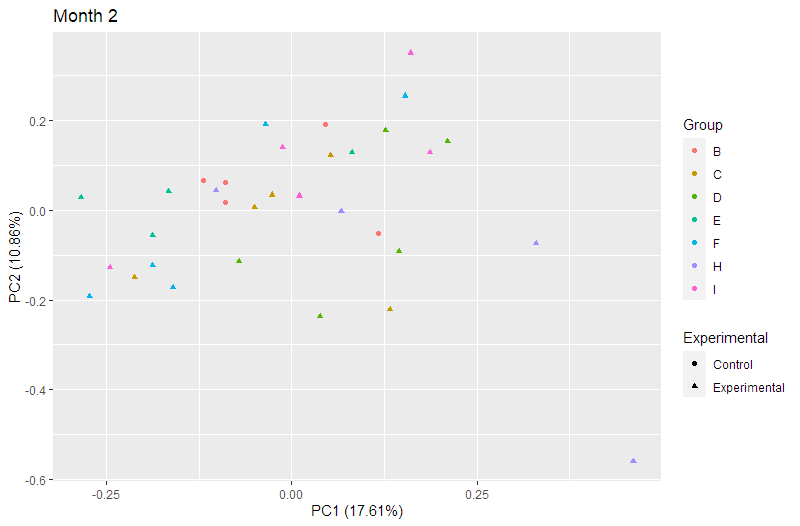 Month 2
PC2 (10.86%)
0.2
0.0
-0.2
-0.4
-0.6
-0.25
0.00
0.25
PC1 (17.61%)
Group
B
C
D
E
F
H
I
Experimental
Control
Experimental